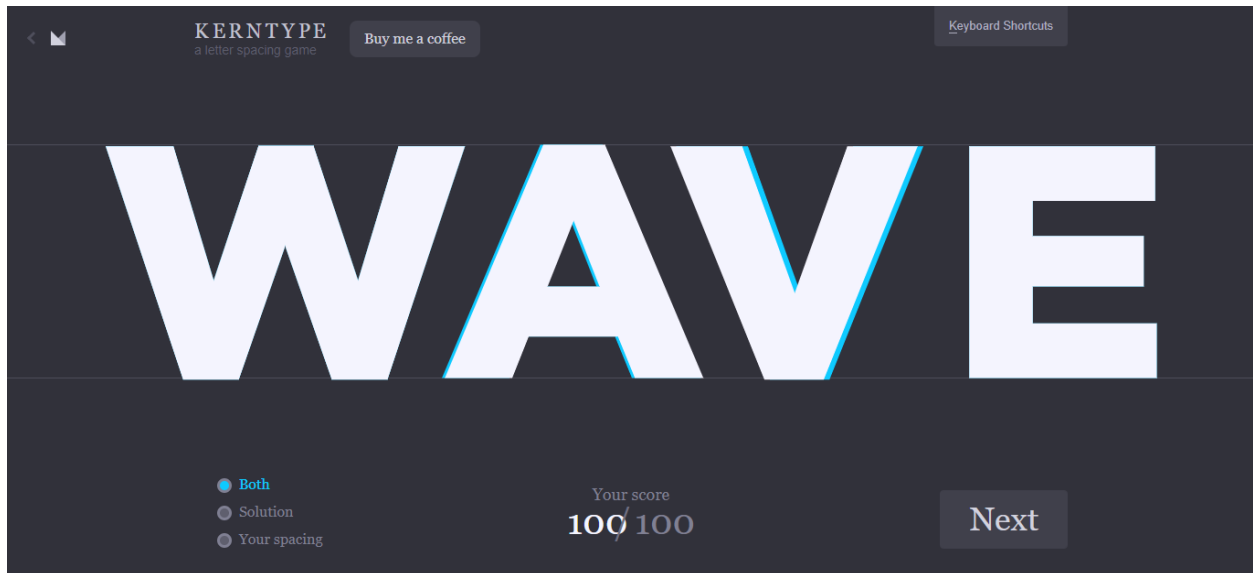 KERNTYPE
a letter spacing game
Buy me a coffee
Keyboard Shortcuts
WAVE
Both
Solution
Your spacing
Your score
100/100
Next